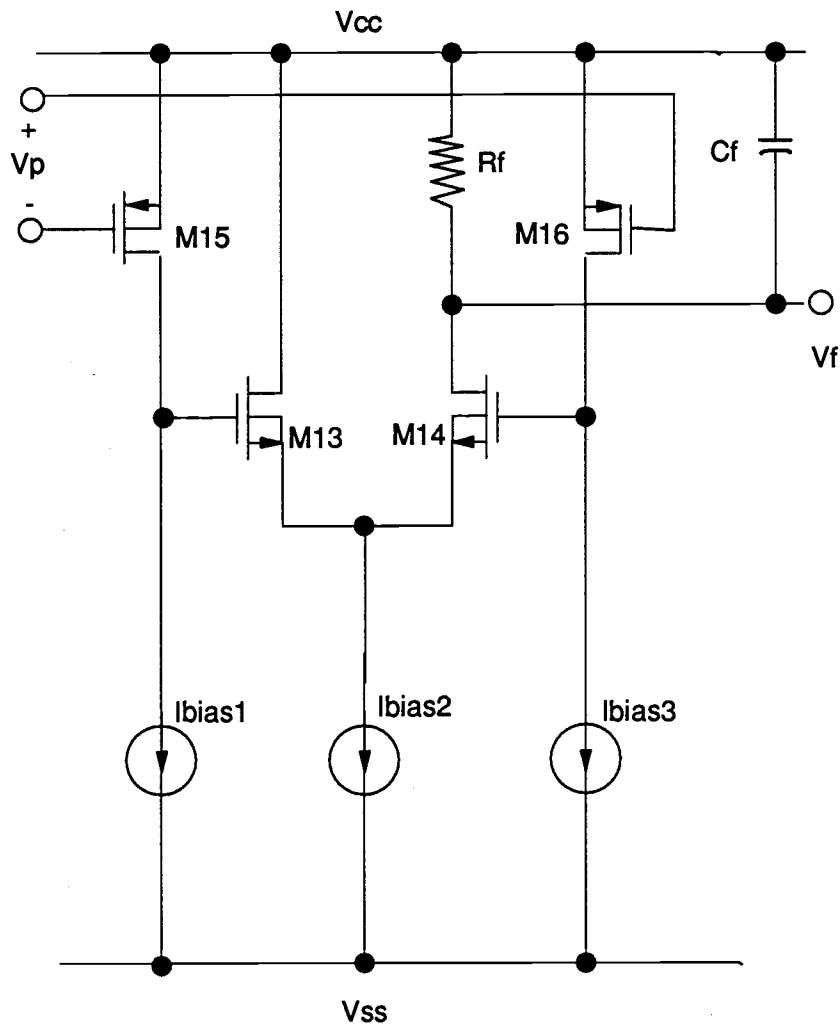 Vcc
+
Vp
-
Rf
Cf
M15
M16
Vf
M13
M14
Ibias1
Ibias2
Ibias3
Vss